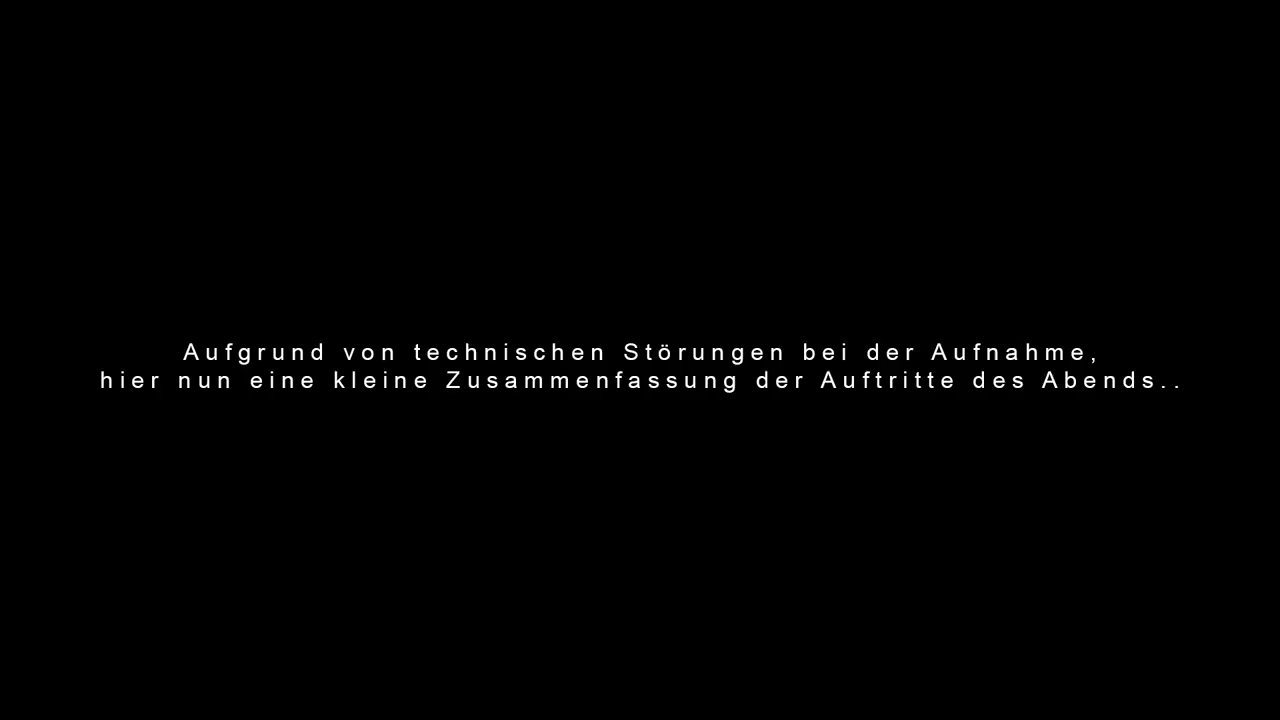 Aufgrund von technischen Störungen bei der Aufnahme,
hier nun eine kleine Zusammenfassung der Auftritte des Abends..